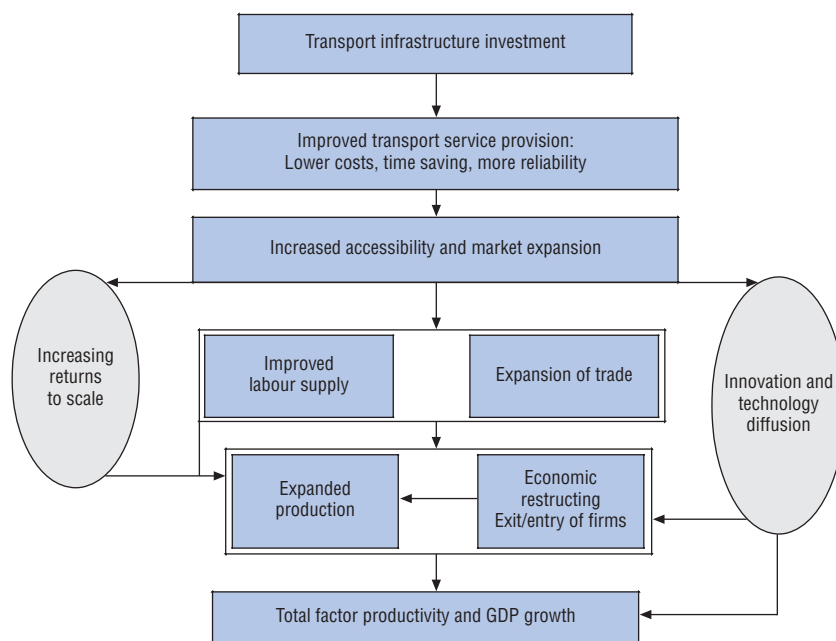 Transport infrastructure investment
Improved transport service provision:
Lower costs, time saving, more reliability
Increased accessibility and market expansion
Increasing
returns
to scale
Improved
labour supply
Expansion of trade
Innovation and
technology
diffusion
Expanded
production
Economic
restructing
Exit/entry of firms
Total factor productivity and GDP growth